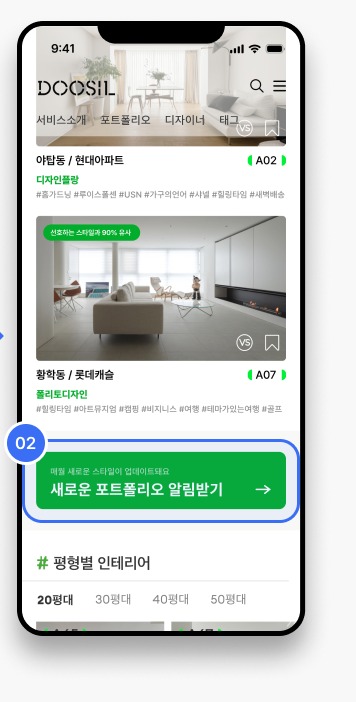 9:41
DOOSIL
서비스소개 포트폴리오 디자이너 태그
VS
야탑동 / 현대아파트 A02
디자인플랑
#홈가드닝 #루이스폴센 #USN #가구의언어 #샤넬 #힐링타임 #새벽배송
선호하는 스타일과 90% 유사
VS
황학동 / 롯데캐슬 A07
폴리토디자인
#힐링타임 #아트뮤지엄 #캠핑 #비지니스 #여행 #테마가있는여행 #골프
02
매월 새로운 스타일이 업데이트돼요
새로운 포트폴리오 알림받기 →
# 평형별 인테리어
20평대 30평대 40평대 50평대